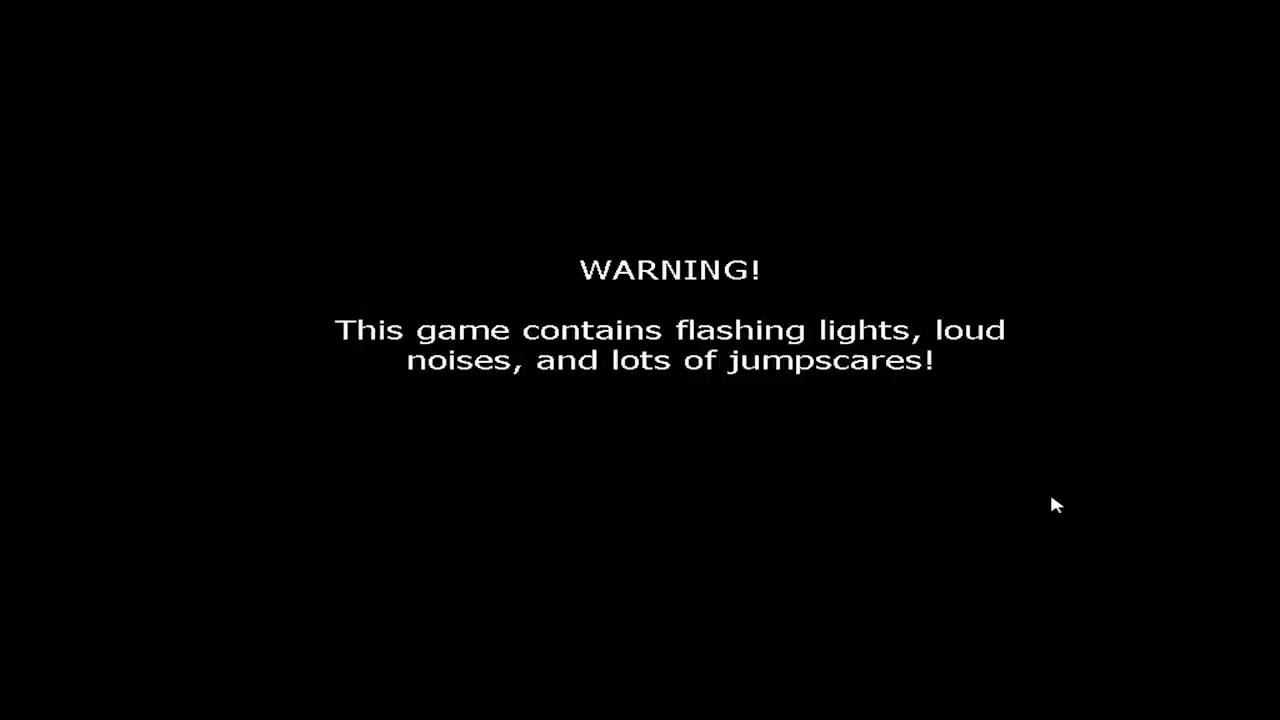 WARNING!
This game contains flashing lights, loud
noises, and lots of jumpscares!